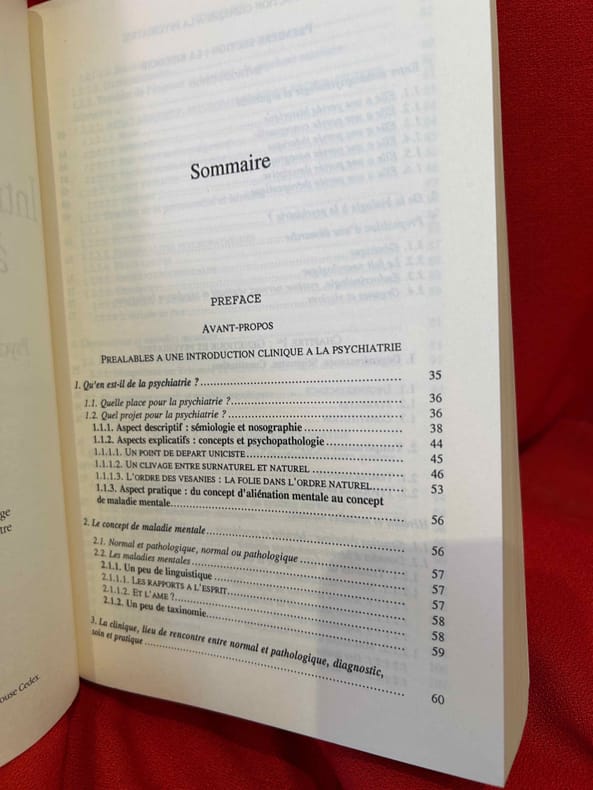 ge
tre
ouse Cedex.
Sommaire
PREFACE
AVANT-PROPOS
PREALABLES A UNE INTRODUCTION CLINIQUE A LA PSYCHIATRIE
1. Qu'en est-il de la psychiatrie ? 35
1.1. Quelle place pour la psychiatrie ? 36
1.2. Quel projet pour la psychiatrie ? 36
1.1.1. Aspect descriptif : sémiologie et nosographie 38
1.1.2. Aspects explicatifs : concepts et psychopathologie 44
1.1.1.1. UN POINT DE DEPART UNICISTE 45
1.1.1.2. UN CLIVAGE ENTRE SURNATUREL ET NATUREL 46
1.1.1.3. L'ORDRE DES VESANIES : LA FOLIE DANS L'ORDRE NATUREL 53
1.1.3. Aspect pratique : du concept d'aliénation mentale au concept
de maladie mentale 56
2. Le concept de maladie mentale 56
2.1. Normal et pathologique, normal ou pathologique 57
2.2. Les maladies mentales 57
2.1.1. Un peu de linguistique 57
2.1.1.1. LES RAPPORTS A L'ESPRIT 58
2.1.1.2. ET L'AME ? 58
2.1.2. Un peu de taxinomie 59
3. La clinique, lieu de rencontre entre normal et pathologique, diagnostic,
soin et pratique 60